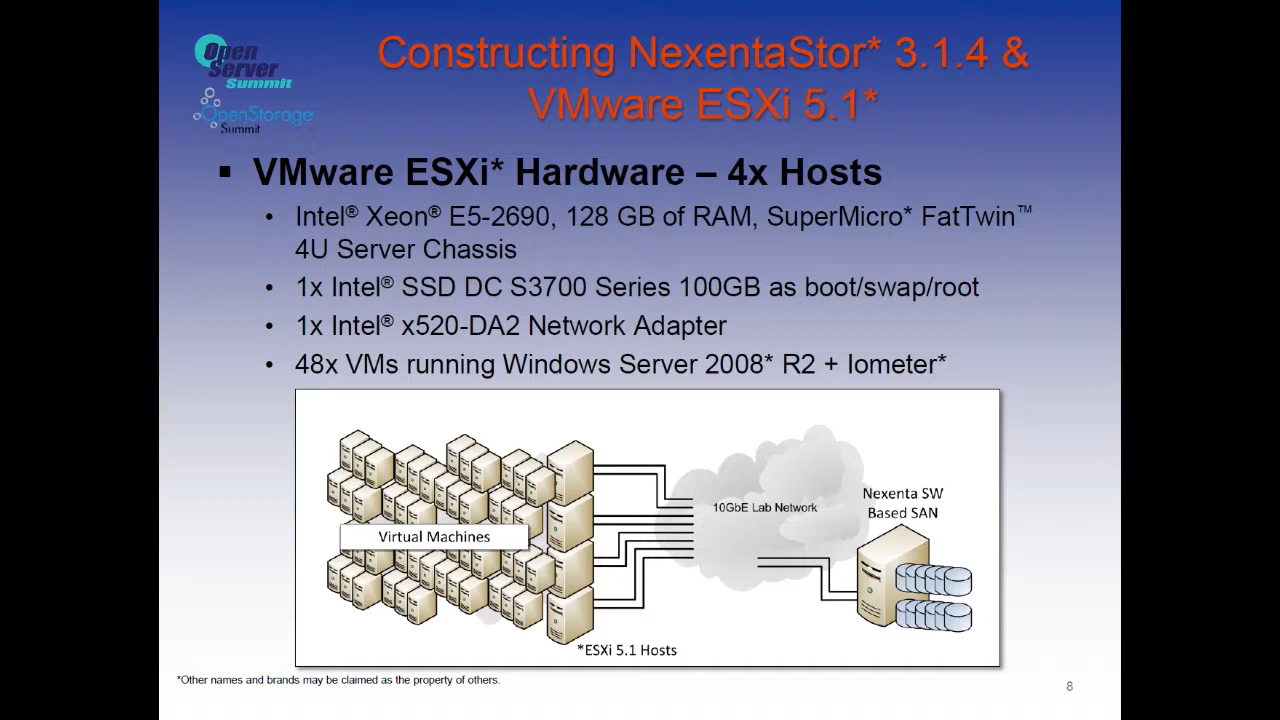 Open
Server
Summit
OpenStorage
Summit
Constructing NexentaStor* 3.1.4 &
VMware ESXi 5.1*
▪ VMware ESXi* Hardware – 4x Hosts
• Intel® Xeon® E5-2690, 128 GB of RAM, SuperMicro* FatTwin™
4U Server Chassis
• 1x Intel® SSD DC S3700 Series 100GB as boot/swap/root
• 1x Intel® x520-DA2 Network Adapter
• 48x VMs running Windows Server 2008* R2 + Iometer*
Virtual Machines
10GbE Lab Network
Nexenta SW
Based SAN
*ESXi 5.1 Hosts
*Other names and brands may be claimed as the property of others.
8